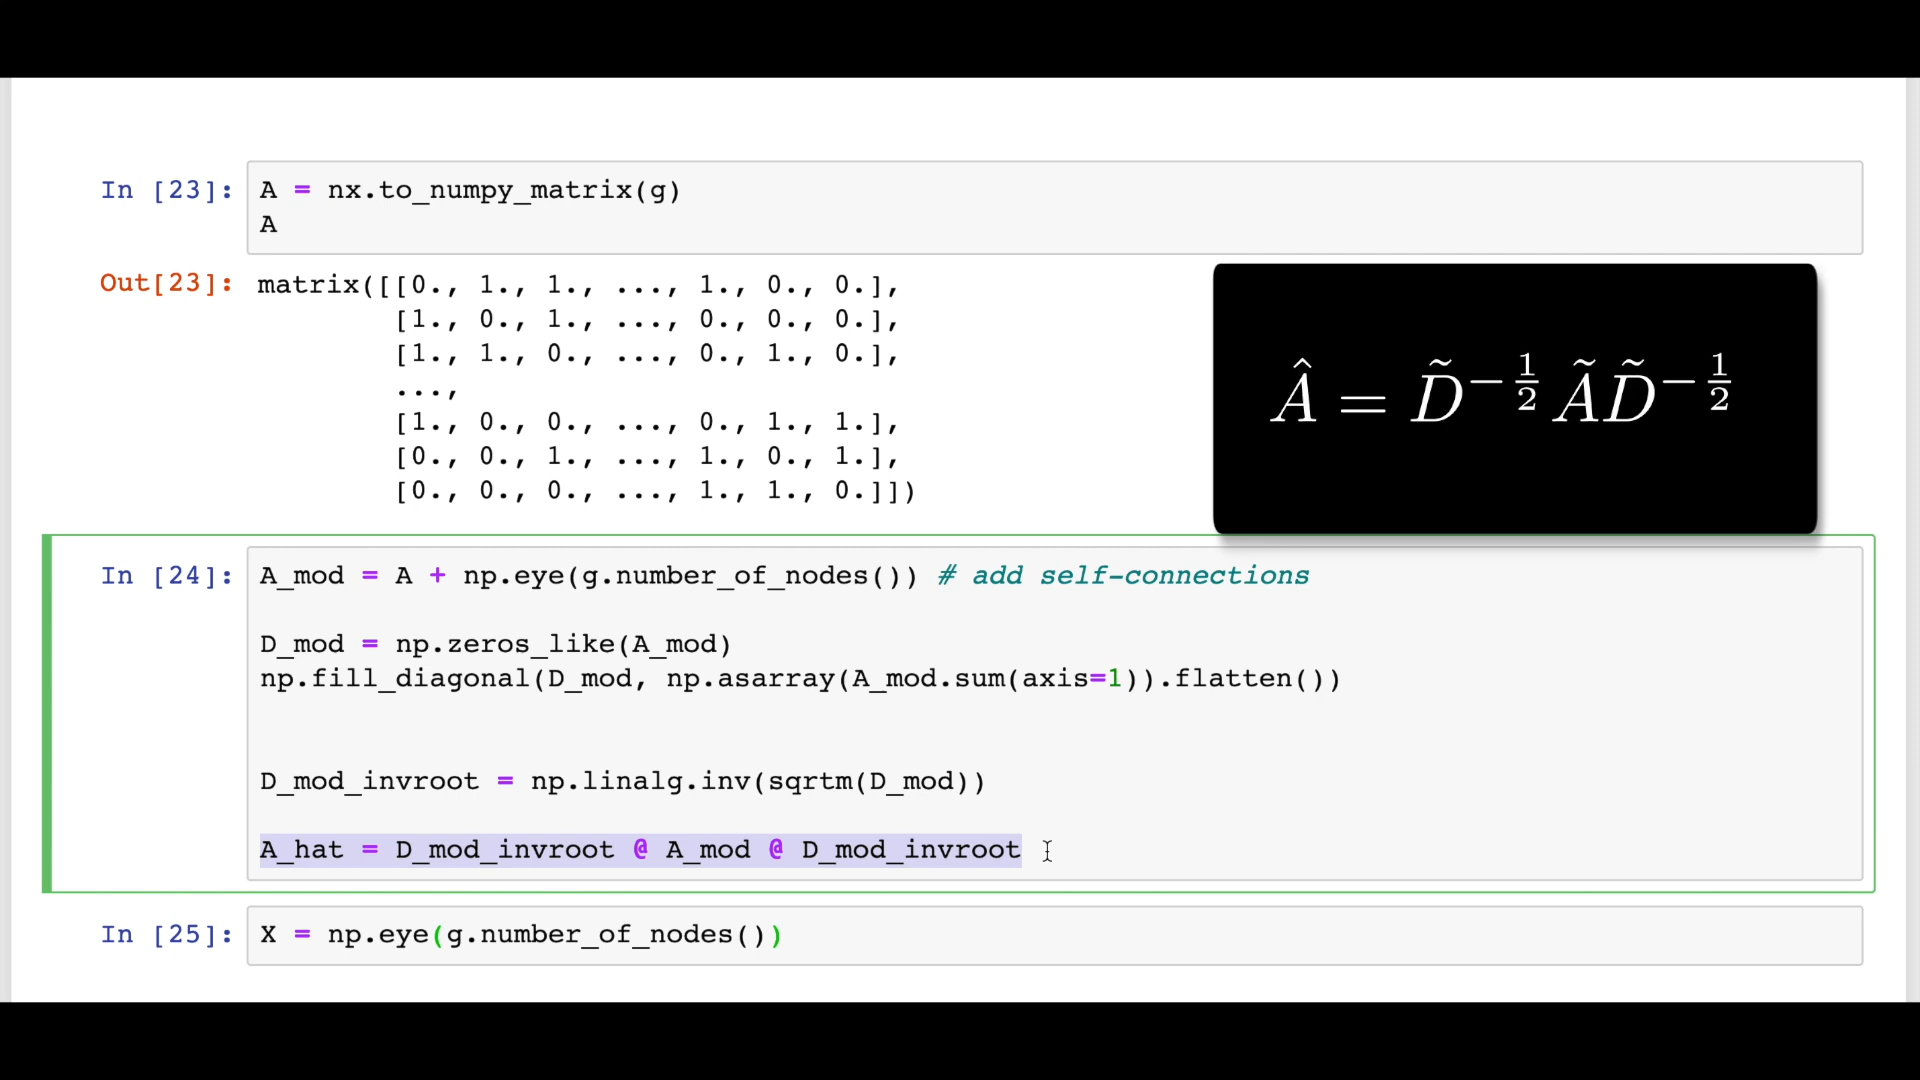 In [23]: A = nx.to_numpy_matrix(g)
A
Out[23]: matrix([[0., 1., 1., ..., 1., 0., 0.],
[1., 0., 1., ..., 0., 0., 0.],
[1., 1., 0., ..., 0., 1., 0.],
...,
[1., 0., 0., ..., 0., 1., 1.],
[0., 0., 1., ..., 1., 0., 1.],
[0., 0., 0., ..., 1., 1., 0.]])
Â = D̃^{-1/2} Ã D̃^{-1/2}
In [24]: A_mod = A + np.eye(g.number_of_nodes()) # add self-connections
D_mod = np.zeros_like(A_mod)
np.fill_diagonal(D_mod, np.asarray(A_mod.sum(axis=1)).flatten())
D_mod_invroot = np.linalg.inv(sqrtm(D_mod))
A_hat = D_mod_invroot @ A_mod @ D_mod_invroot
In [25]: X = np.eye(g.number_of_nodes())